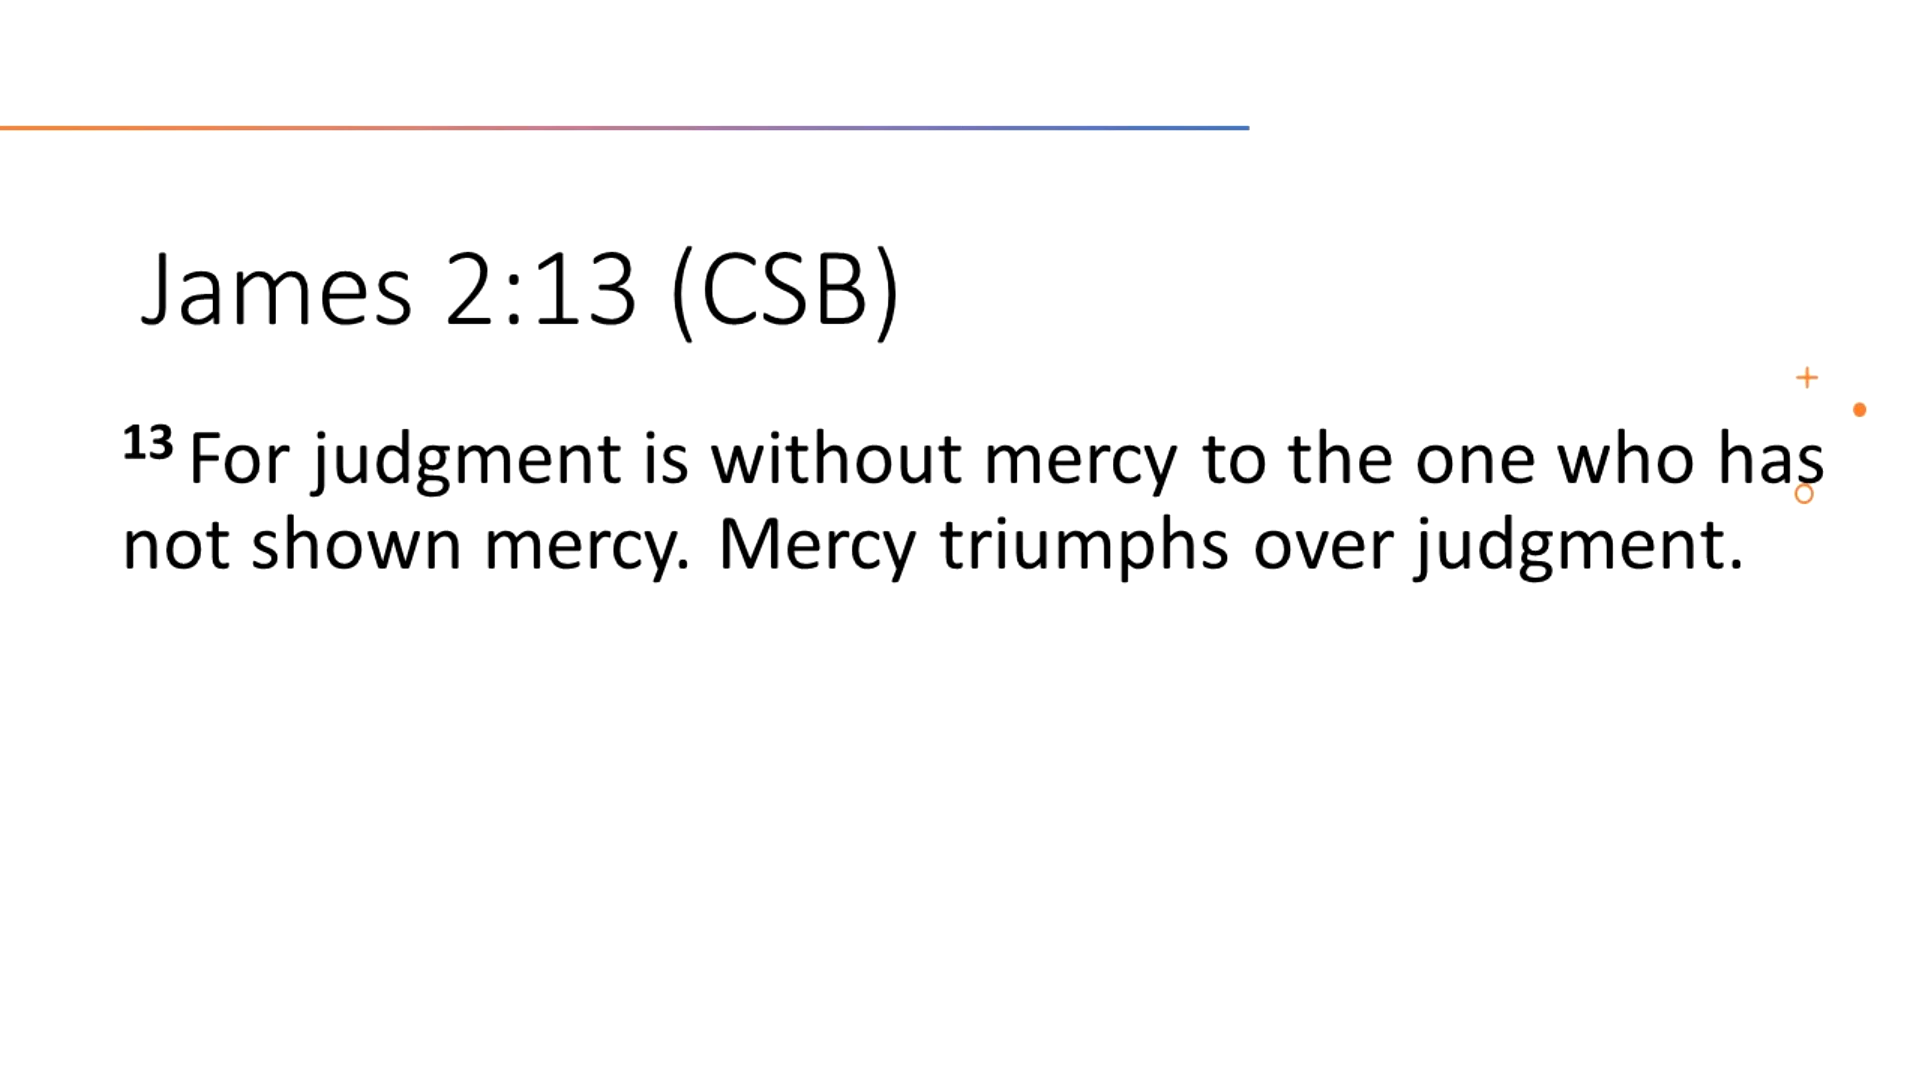 James 2:13 (CSB)
13 For judgment is without mercy to the one who has
not shown mercy. Mercy triumphs over judgment.